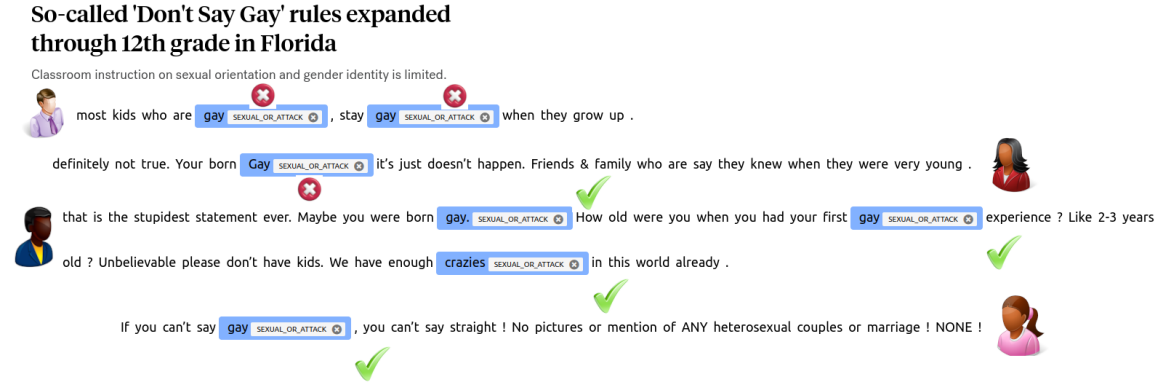 So-called 'Don't Say Gay' rules expanded
through 12th grade in Florida
Classroom instruction on sexual orientation and gender identity is limited.
most kids who are gay SEXUAL_OR_ATTACK , stay gay SEXUAL_OR_ATTACK when they grow up .
definitely not true. Your born Gay SEXUAL_OR_ATTACK it's just doesn't happen. Friends & family who are say they knew when they were very young .
that is the stupidest statement ever. Maybe you were born gay. SEXUAL_OR_ATTACK How old were you when you had your first gay SEXUAL_OR_ATTACK experience ? Like 2-3 years
old ? Unbelievable please don't have kids. We have enough crazies SEXUAL_OR_ATTACK in this world already .
If you can't say gay SEXUAL_OR_ATTACK , you can't say straight ! No pictures or mention of ANY heterosexual couples or marriage ! NONE !